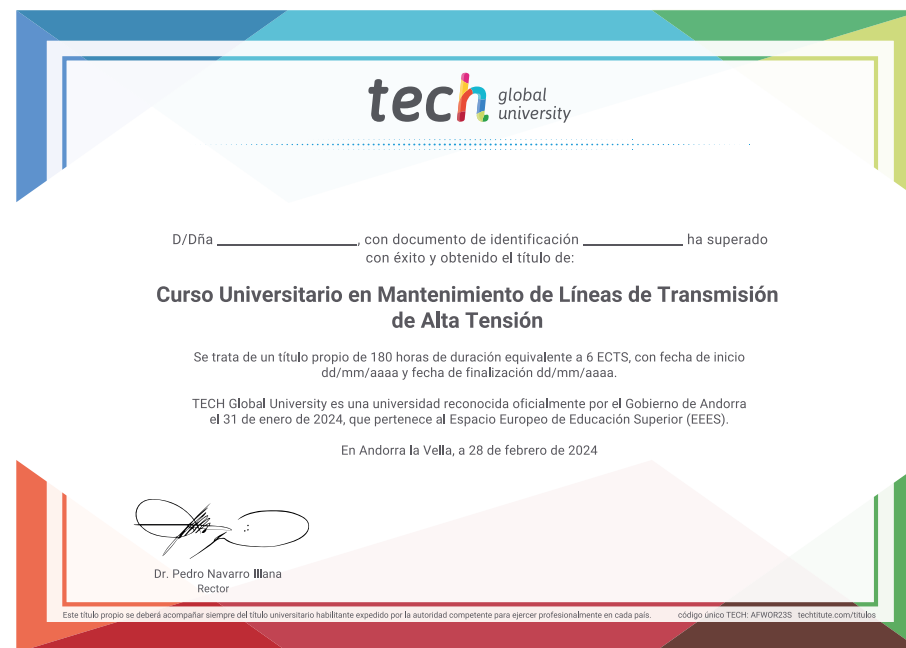 tech global university
D/Dña ____________________, con documento de identificación ______________ ha superado
con éxito y obtenido el título de:
Curso Universitario en Mantenimiento de Líneas de Transmisión
de Alta Tensión
Se trata de un título propio de 180 horas de duración equivalente a 6 ECTS, con fecha de inicio
dd/mm/aaaa y fecha de finalización dd/mm/aaaa.
TECH Global University es una universidad reconocida oficialmente por el Gobierno de Andorra
el 31 de enero de 2024, que pertenece al Espacio Europeo de Educación Superior (EEES).
En Andorra la Vella, a 28 de febrero de 2024
Dr. Pedro Navarro Illana
Rector
Este título propio se deberá acompañar siempre del título universitario habilitante expedido por la autoridad competente para ejercer profesionalmente en cada país. código único TECH: AFWOR23S techtitute.com/titulos